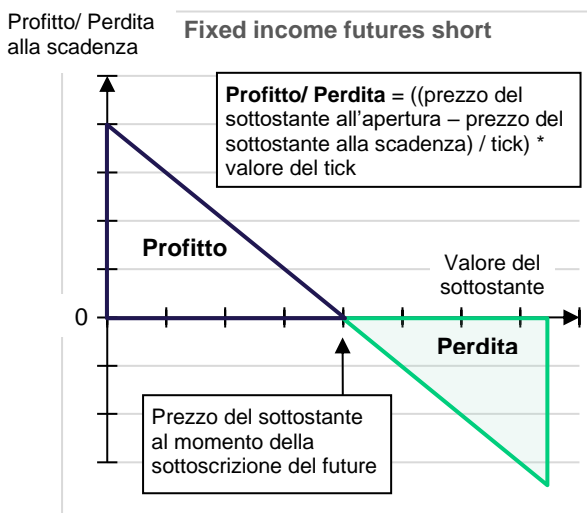 Profitto/ Perdita
alla scadenza
Fixed income futures short
Profitto/ Perdita = ((prezzo del
sottostante all'apertura – prezzo del
sottostante alla scadenza) / tick) *
valore del tick
Profitto
Valore del
sottostante
0
Perdita
Prezzo del sottostante
al momento della
sottoscrizione del future